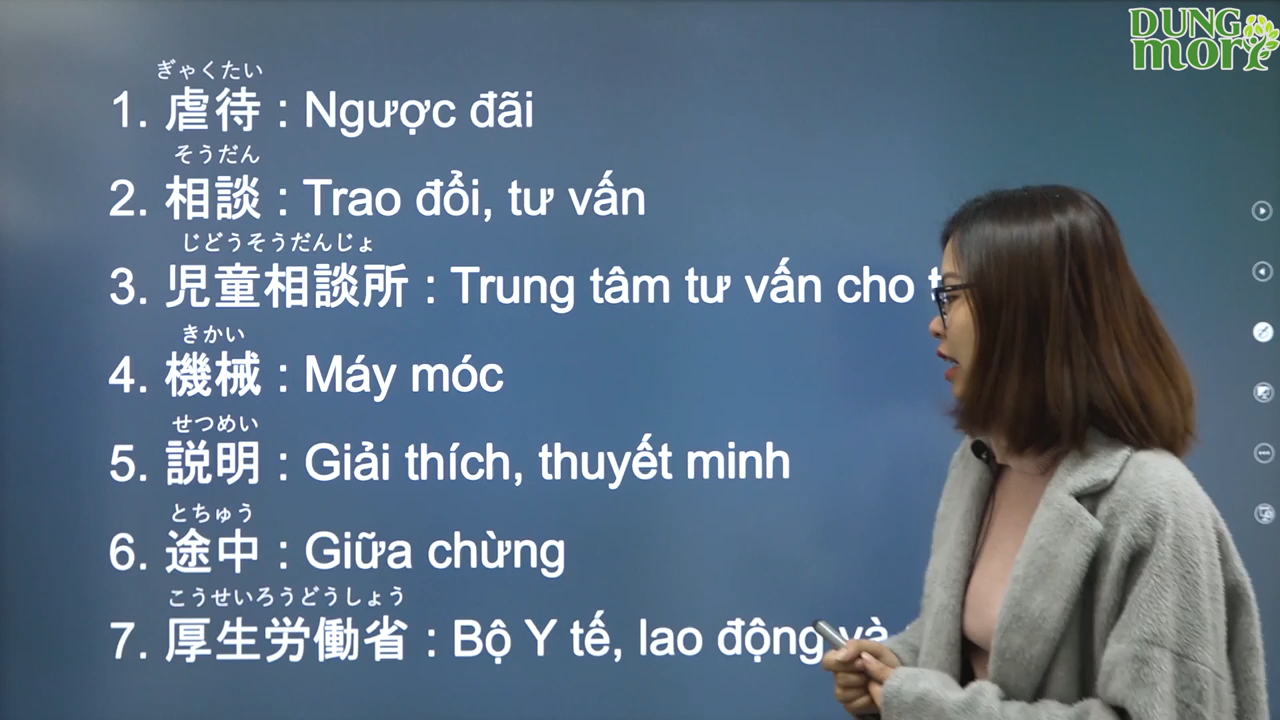 DUNG
mori
ぎゃくたい
1. 虐待 : Ngược đãi
そうだん
2. 相談 : Trao đổi, tư vấn
じどうそうだんじょ
3. 児童相談所 : Trung tâm tư vấn cho
きかい
4. 機械 : Máy móc
せつめい
5. 説明 : Giải thích, thuyết minh
とちゅう
6. 途中 : Giữa chừng
こうせいろうどうしょう
7. 厚生労働省 : Bộ Y tế, lao động và